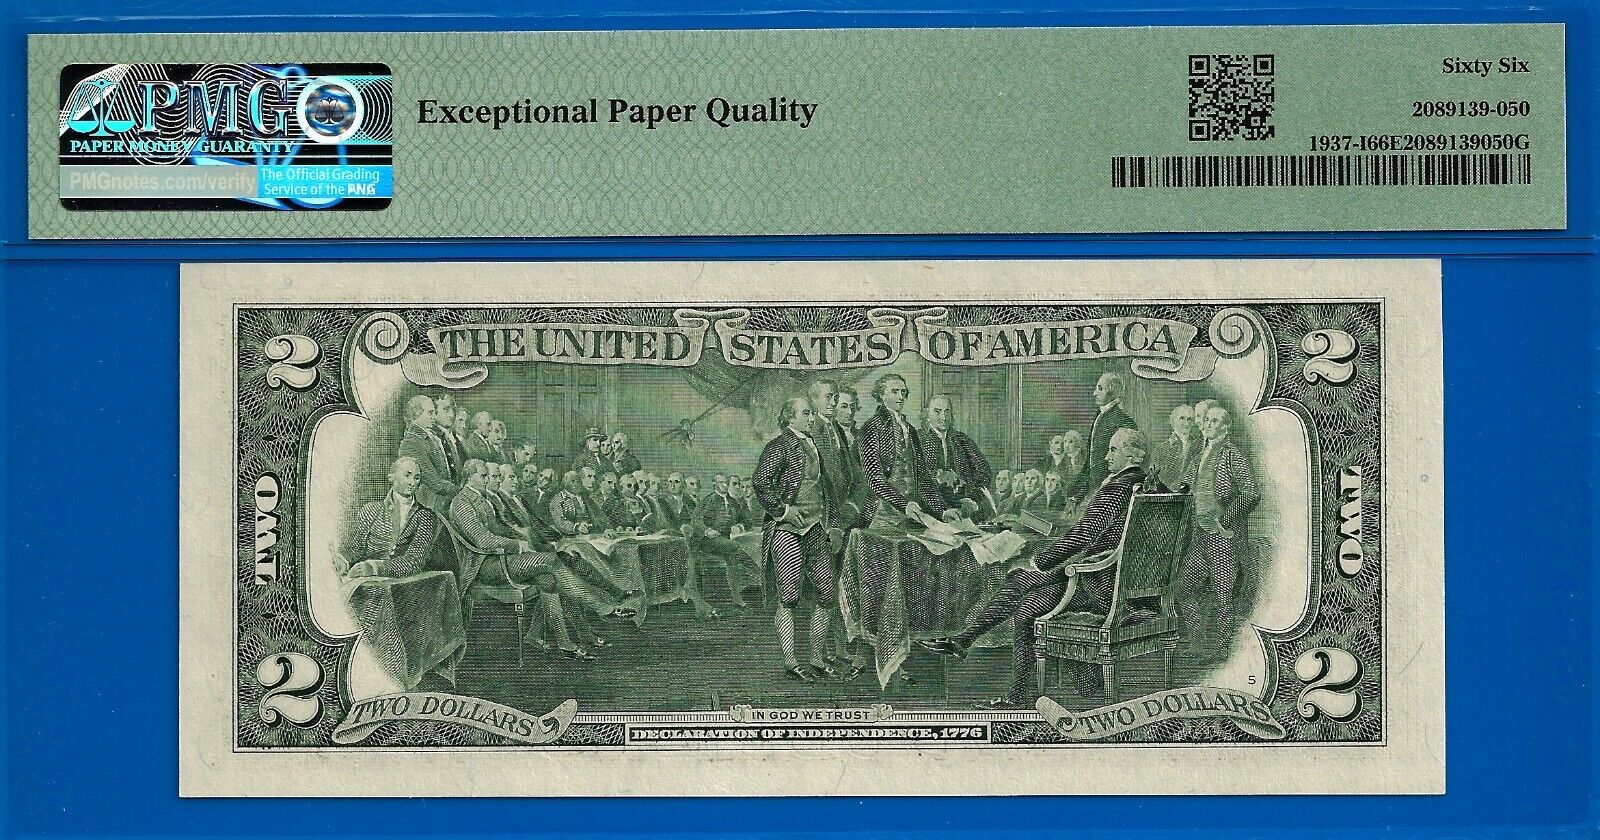 PMG
PAPER MONEY GUARANTY
PMGnotes.com/verify
The Official Grading
Service of the PNG
Exceptional Paper Quality
Sixty Six
2089139-050
1937-I66E2089139050G
2
THE UNITED STATES OF AMERICA
2
TWO
TWO
2
TWO DOLLARS
IN GOD WE TRUST
DECLARATION OF INDEPENDENCE, 1776
5
TWO DOLLARS
2